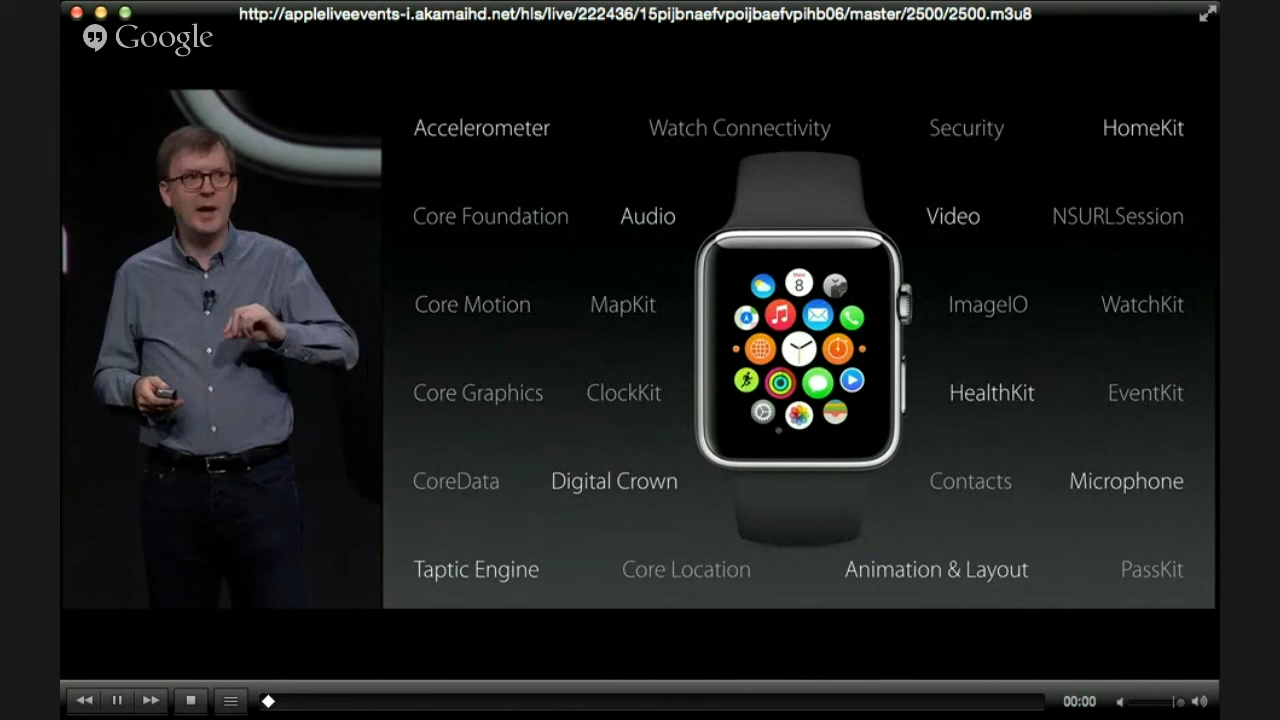 http://appleliveevents-i.akamaihd.net/hls/live/222436/15pijbnaefvpoijbaefvpihb06/master/2500/2500.m3u8
Google
Accelerometer Watch Connectivity Security HomeKit
Core Foundation Audio Video NSURLSession
Core Motion MapKit ImageIO WatchKit
Core Graphics ClockKit HealthKit EventKit
CoreData Digital Crown Contacts Microphone
Taptic Engine Core Location Animation & Layout PassKit
8
00:00